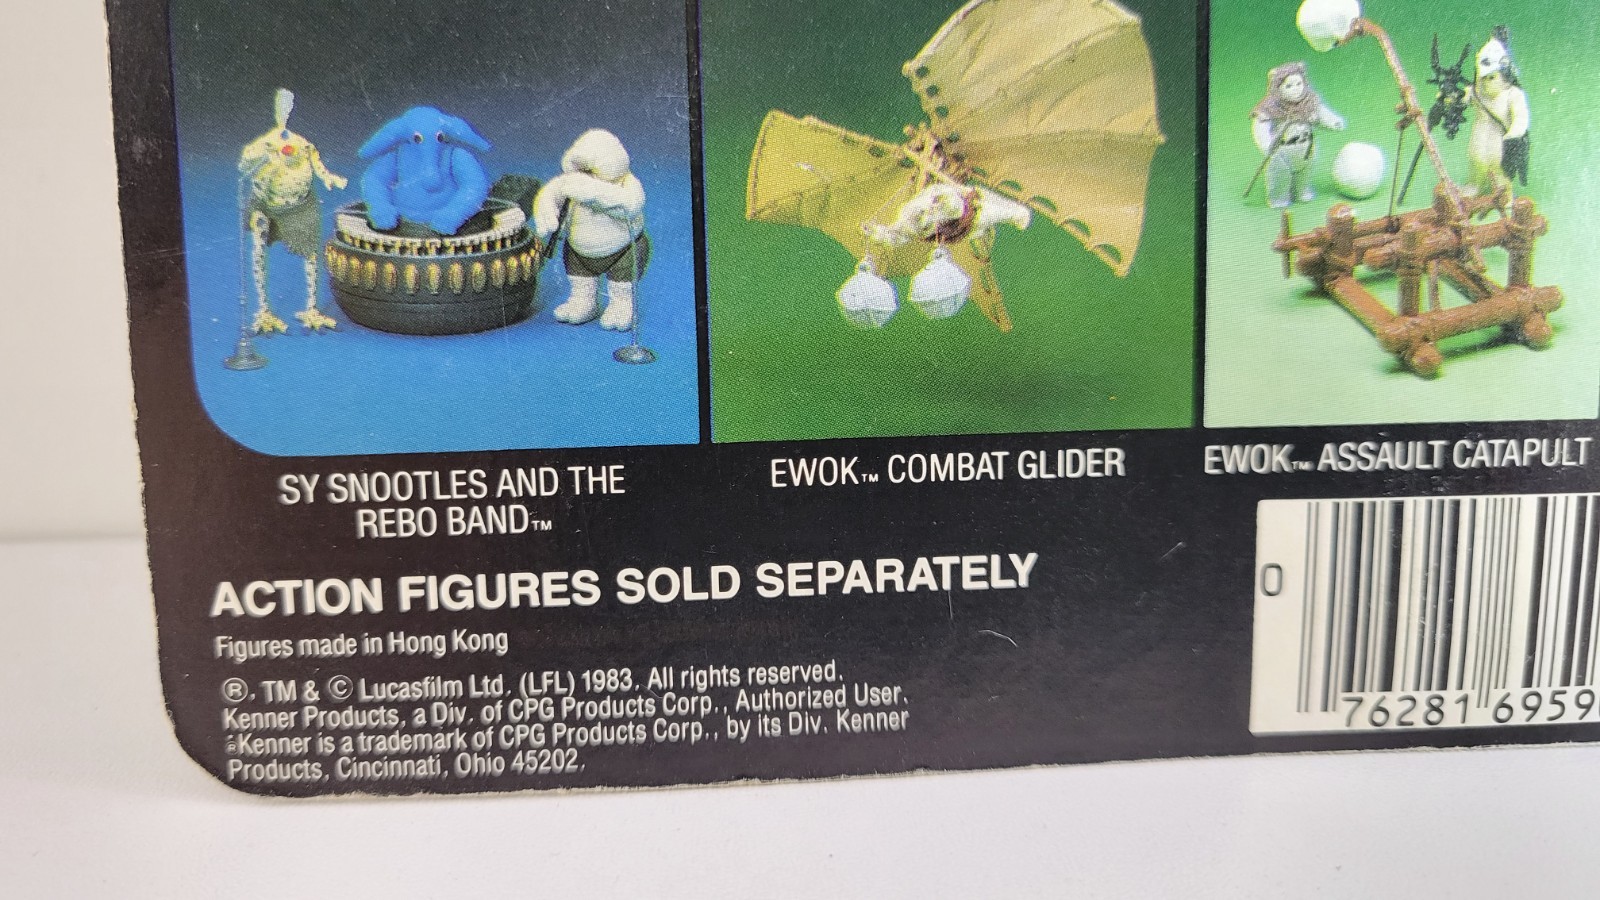 SY SNOOTLES AND THE
REBO BAND™
EWOK™ COMBAT GLIDER
EWOK™ ASSAULT CATAPULT
ACTION FIGURES SOLD SEPARATELY
Figures made in Hong Kong
®, TM & © Lucasfilm Ltd. (LFL) 1983. All rights reserved.
Kenner Products, a Div. of CPG Products Corp., Authorized User.
®Kenner is a trademark of CPG Products Corp., by its Div. Kenner
Products, Cincinnati, Ohio 45202.
0
76281 6959